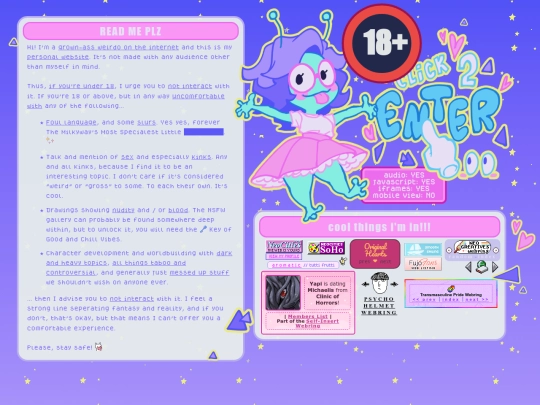 READ ME PLZ
Hi! I'm a grown-ass weirdo on the internet and this is my
personal website. It's not made with any audience other
than myself in mind.
Thus, if you're under 18, I urge you to not interact with
it. If you're 18 or above, but in any way uncomfortable
with any of the following...
Foul language, and some slurs. Yes yes, forever
The Milkyway's Most Specialest Little
Talk and mention of sex and especially kinks. Any
and all kinks, because I find it to be an
interesting topic. I don't care if it's considered
"weird" or "gross" to some. To each their own. It's
cool.
Drawings showing nudity and / or blood. The NSFW
gallery can probably be found somewhere deep
within, but to unlock it, you will need the Key of
Good and Chill Vibes.
Character development and worldbuilding with dark
and heavy topics, all things taboo and
controversial, and generally just messed up stuff
we shouldn't wish on anyone ever.
... then I advise you to not interact with it. I feel a
strong line seperating fantasy and reality, and if you
don't, that's okay, but that means I can't offer you a
comfortable experience.
Please, stay safe!
18+
CLICK 2
ENTER
audio: YES
javascript: YES
iframes: YES
mobile view: NO
cool things i'm in!!!
Original
Hearts
NEO
CREATIVES
Yapi is dating
Michaelis from
Clinic of
Horrors!
[ Members List ]
Part of the Self-Insert
Webring
PSYCHO
HELMET
WEBRING
Transmasculine Pride Webring